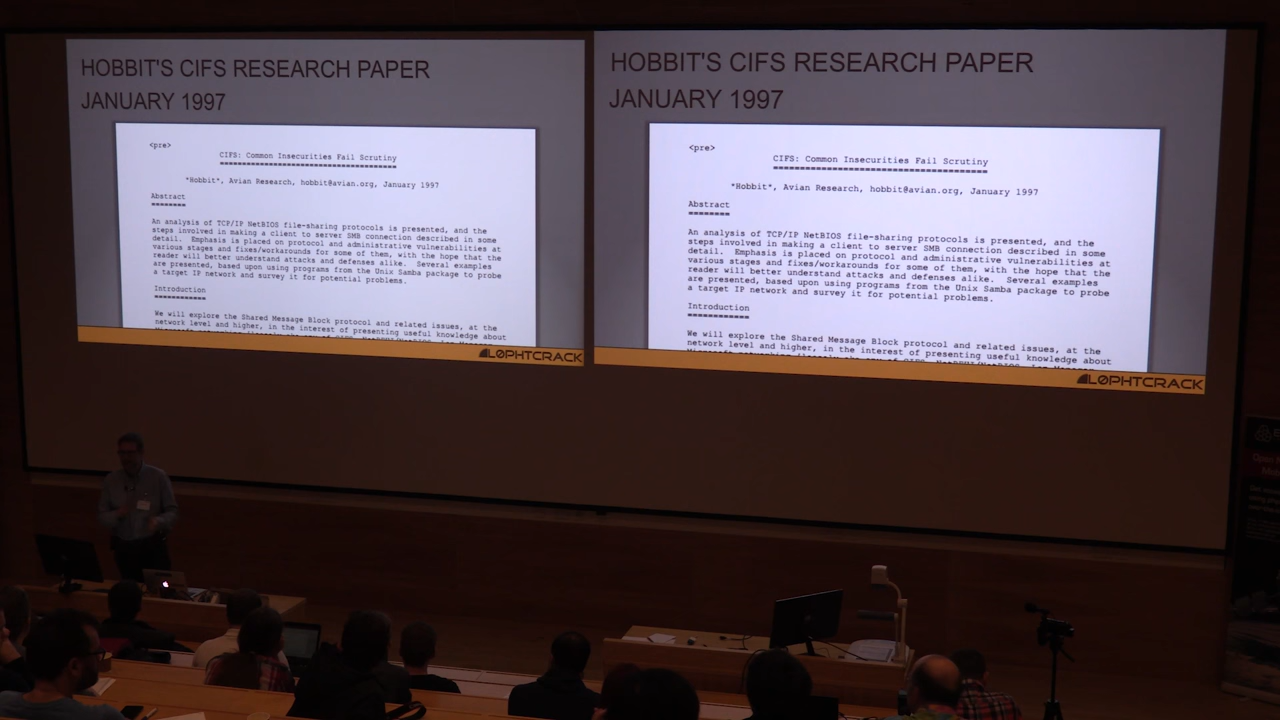 HOBBIT'S CIFS RESEARCH PAPER
JANUARY 1997
<pre>
CIFS: Common Insecurities Fail Scrutiny
*Hobbit*, Avian Research, hobbit@avian.org, January 1997
Abstract
An analysis of TCP/IP NetBIOS file-sharing protocols is presented, and the
steps involved in making a client to server SMB connection described in some
detail. Emphasis is placed on protocol and administrative vulnerabilities at
various stages and fixes/workarounds for some of them, with the hope that the
reader will better understand attacks and defenses alike. Several examples
are presented, based upon using programs from the Unix Samba package to probe
a target IP network and survey it for potential problems.
Introduction
We will explore the Shared Message Block protocol and related issues, at the
network level and higher, in the interest of presenting useful knowledge about
L0PHTCRACK
HOBBIT'S CIFS RESEARCH PAPER
JANUARY 1997
<pre>
CIFS: Common Insecurities Fail Scrutiny
*Hobbit*, Avian Research, hobbit@avian.org, January 1997
Abstract
An analysis of TCP/IP NetBIOS file-sharing protocols is presented, and the
steps involved in making a client to server SMB connection described in some
detail. Emphasis is placed on protocol and administrative vulnerabilities at
various stages and fixes/workarounds for some of them, with the hope that the
reader will better understand attacks and defenses alike. Several examples
are presented, based upon using programs from the Unix Samba package to probe
a target IP network and survey it for potential problems.
Introduction
We will explore the Shared Message Block protocol and related issues, at the
network level and higher, in the interest of presenting useful knowledge about
L0PHTCRACK